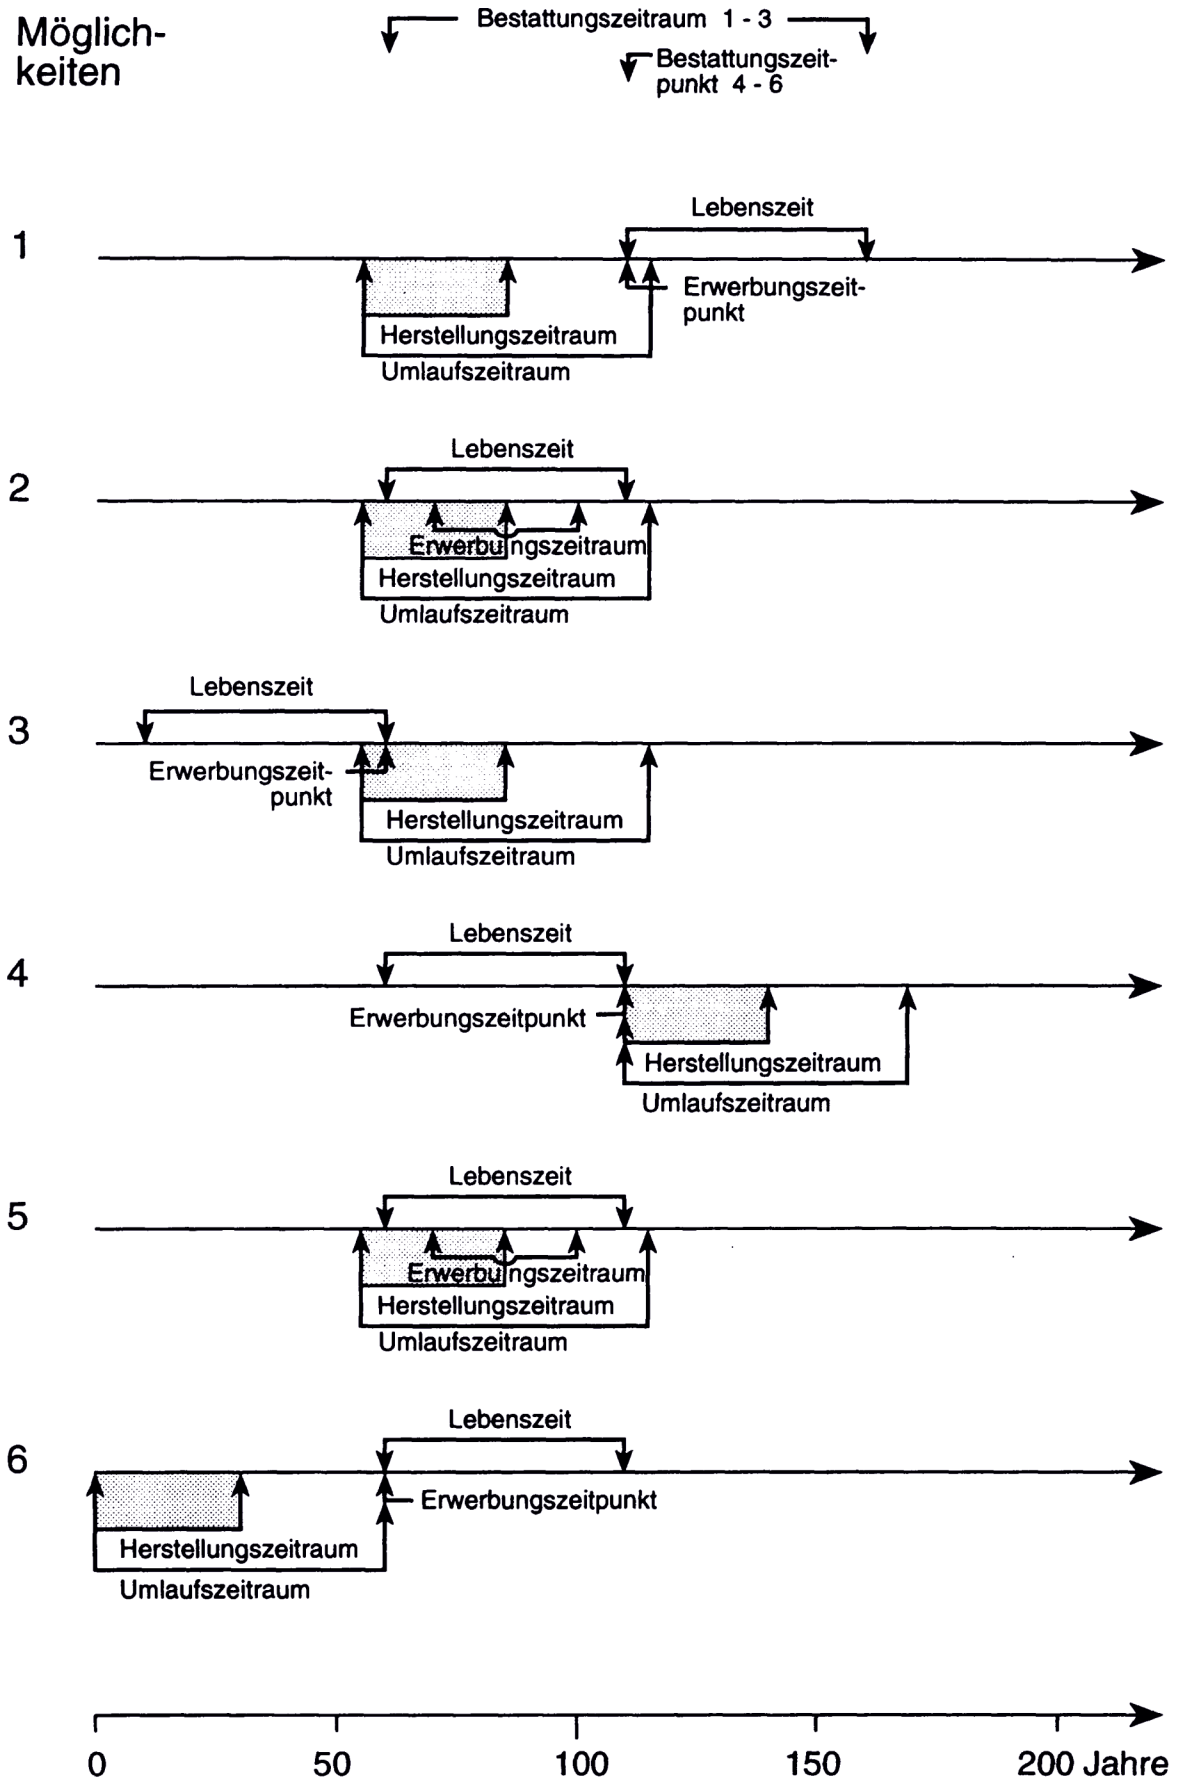 Möglich-
keiten
Bestattungszeitraum 1 - 3
Bestattungszeit-
punkt 4 - 6
1
Lebenszeit
Erwerbungszeit-
punkt
Herstellungszeitraum
Umlaufszeitraum
2
Lebenszeit
Erwerbungszeitraum
Herstellungszeitraum
Umlaufszeitraum
3
Lebenszeit
Erwerbungszeit-
punkt
Herstellungszeitraum
Umlaufszeitraum
4
Lebenszeit
Erwerbungszeitpunkt
Herstellungszeitraum
Umlaufszeitraum
5
Lebenszeit
Erwerbungszeitraum
Herstellungszeitraum
Umlaufszeitraum
6
Lebenszeit
Erwerbungszeitpunkt
Herstellungszeitraum
Umlaufszeitraum
0 50 100 150 200 Jahre